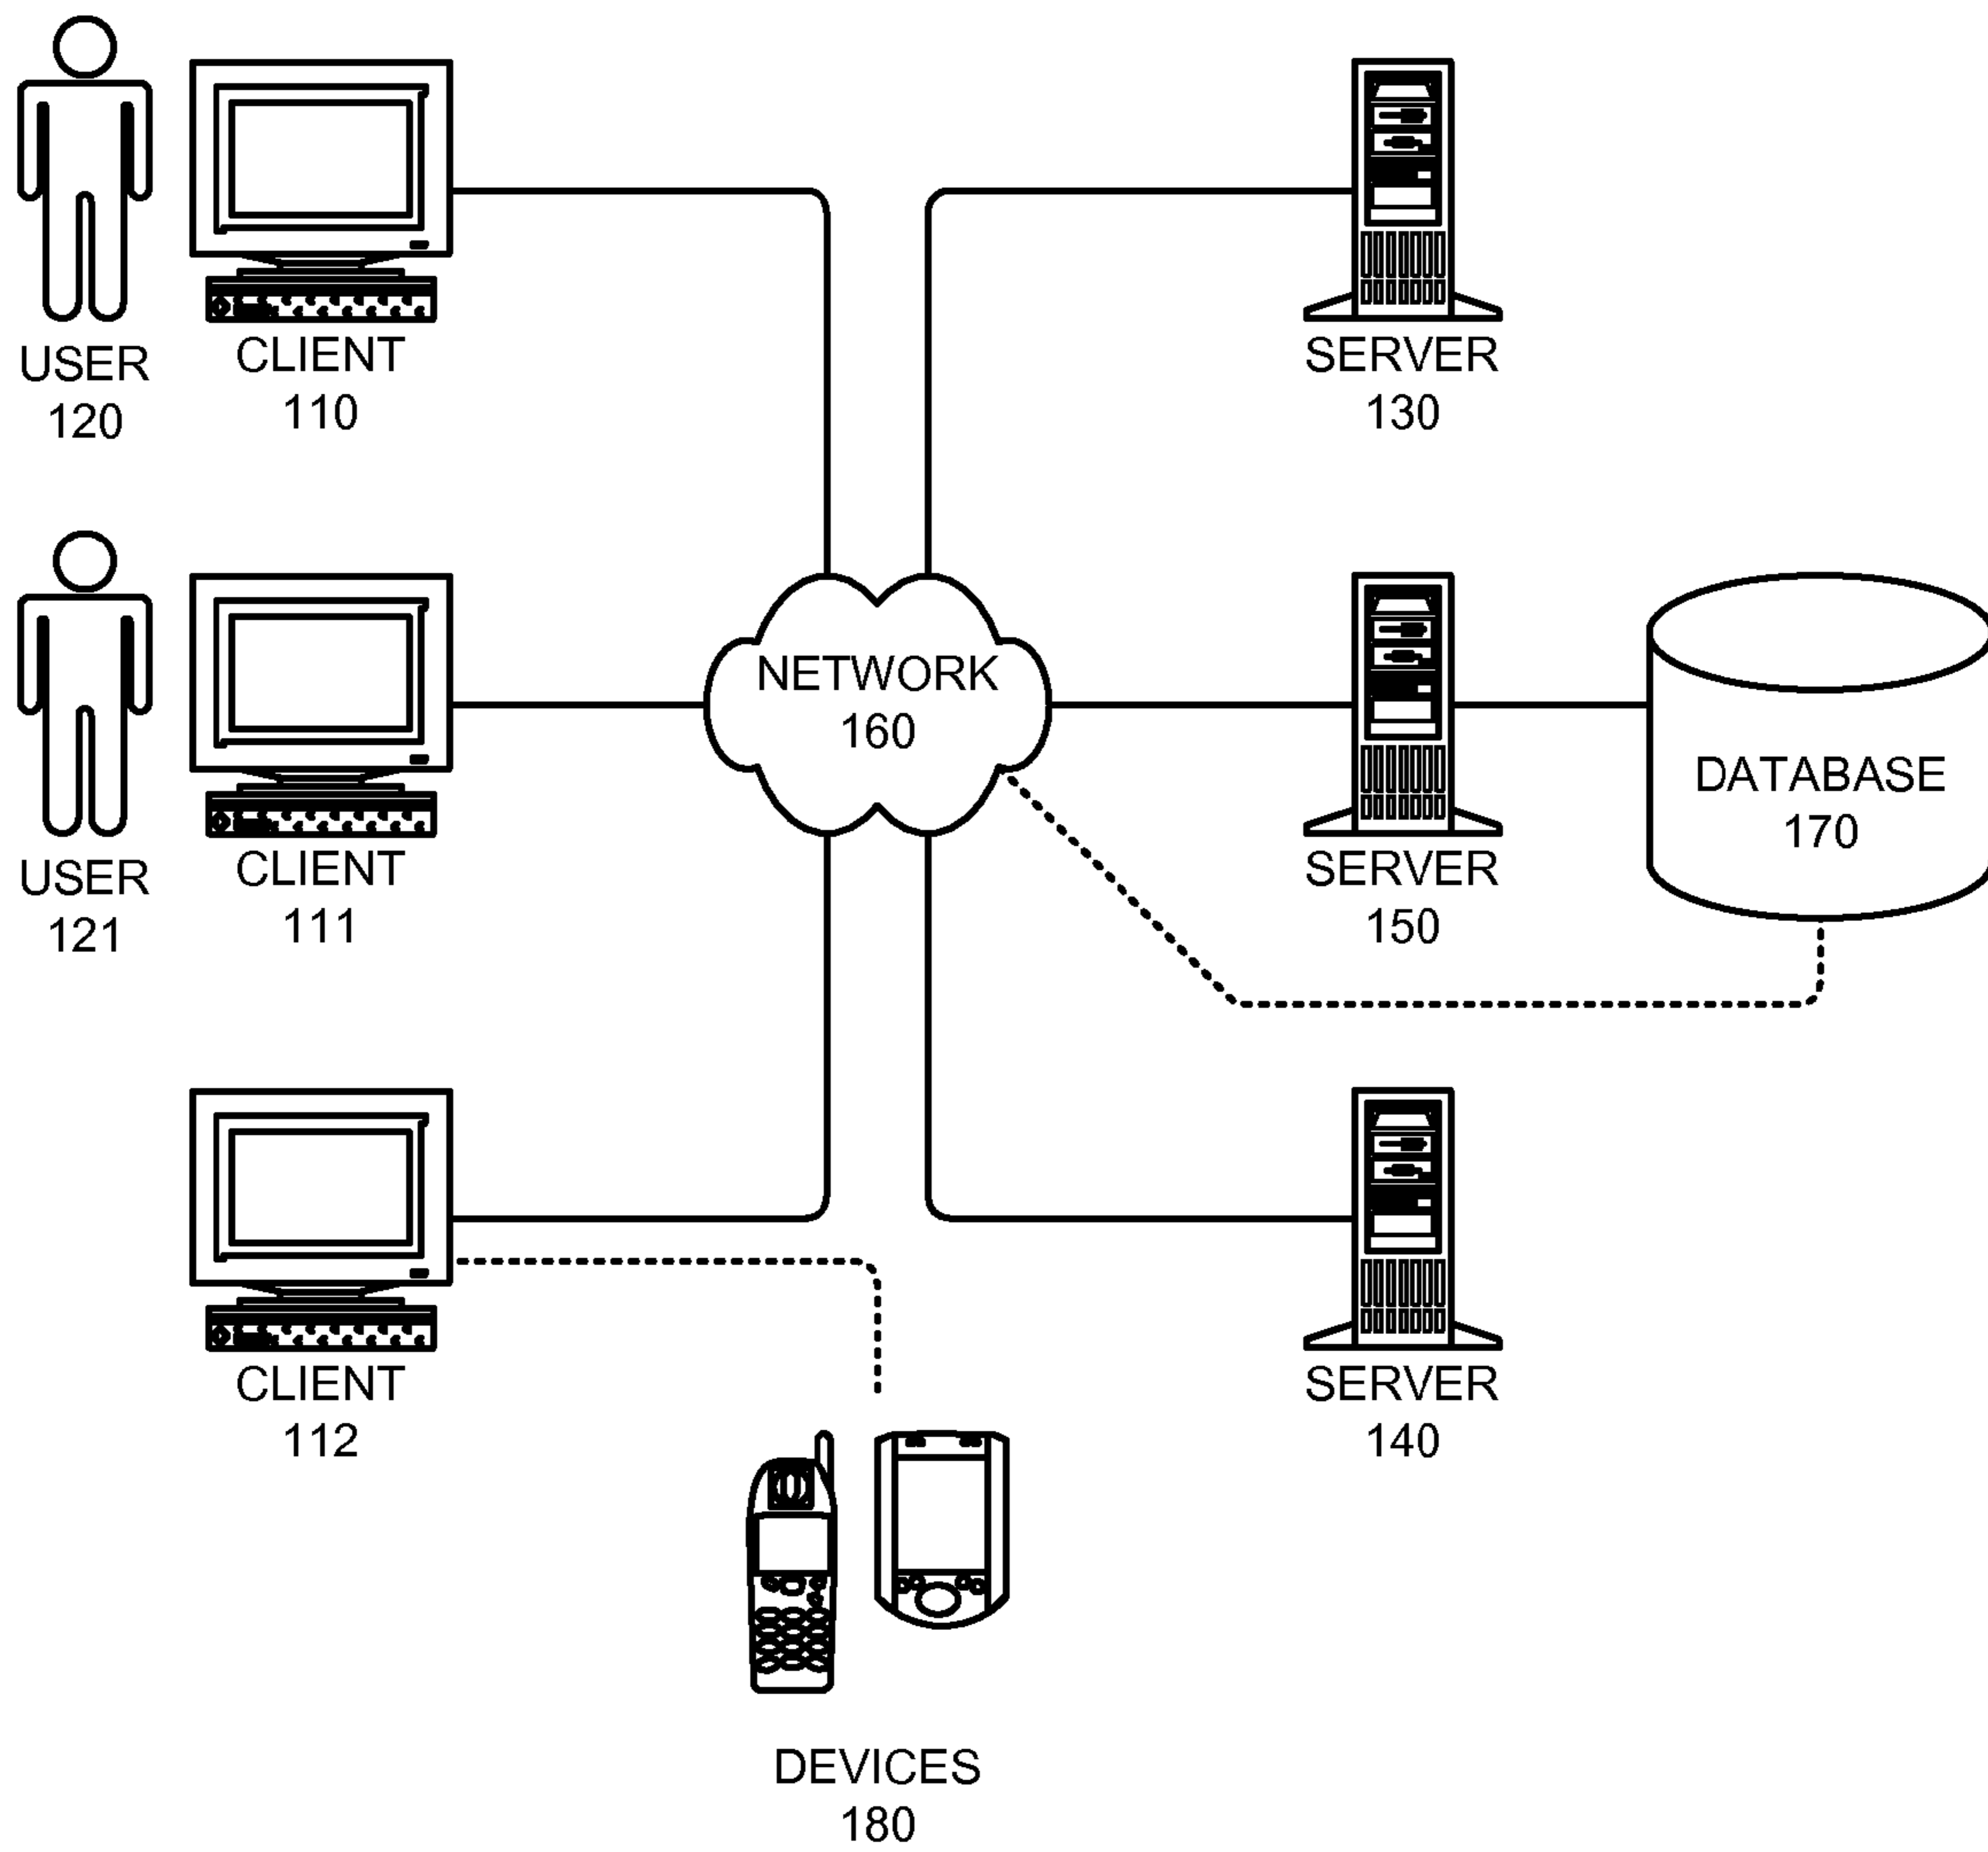 USER
120
CLIENT
110
SERVER
130
NETWORK
160
USER
121
CLIENT
111
SERVER
150
DATABASE
170
CLIENT
112
SERVER
140
DEVICES
180